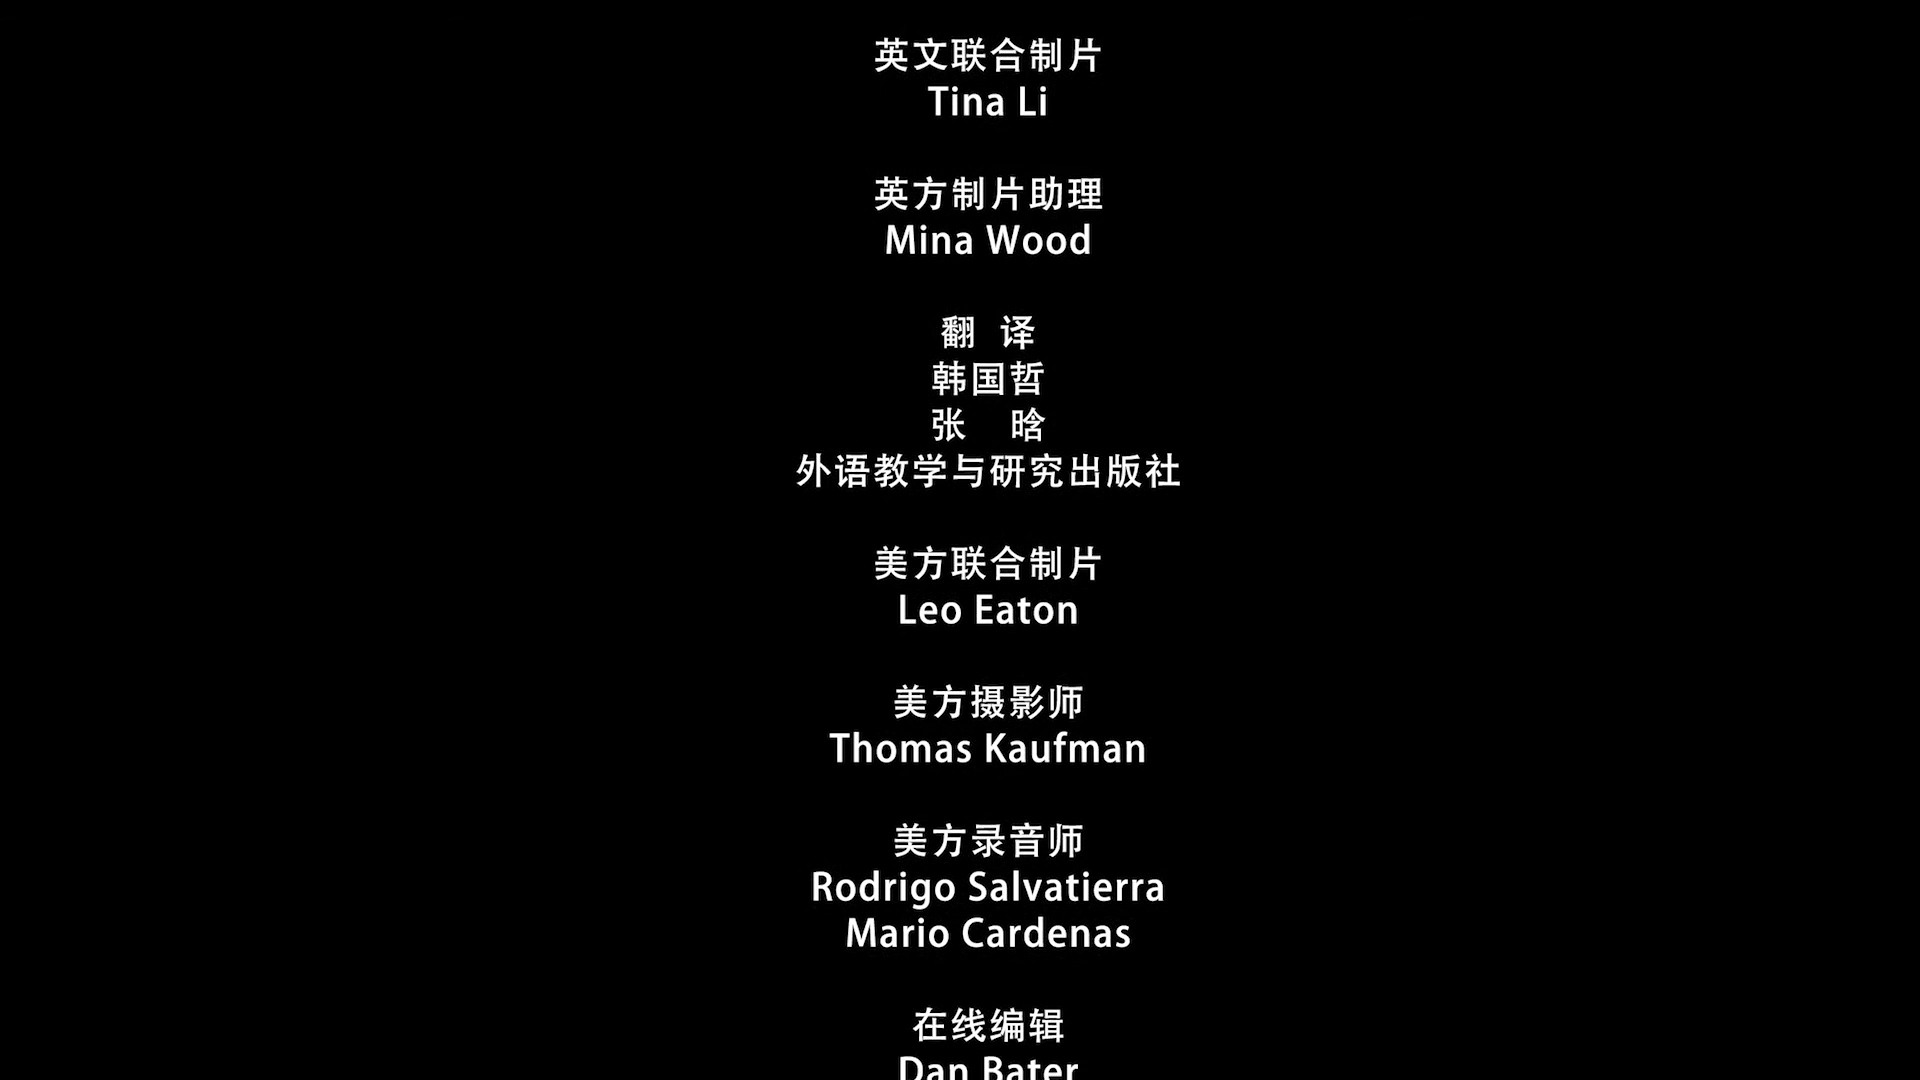 英文联合制片
Tina Li
英方制片助理
Mina Wood
翻 译
韩国哲
张 晗
外语教学与研究出版社
美方联合制片
Leo Eaton
美方摄影师
Thomas Kaufman
美方录音师
Rodrigo Salvatierra
Mario Cardenas
在线编辑
Dan Bater